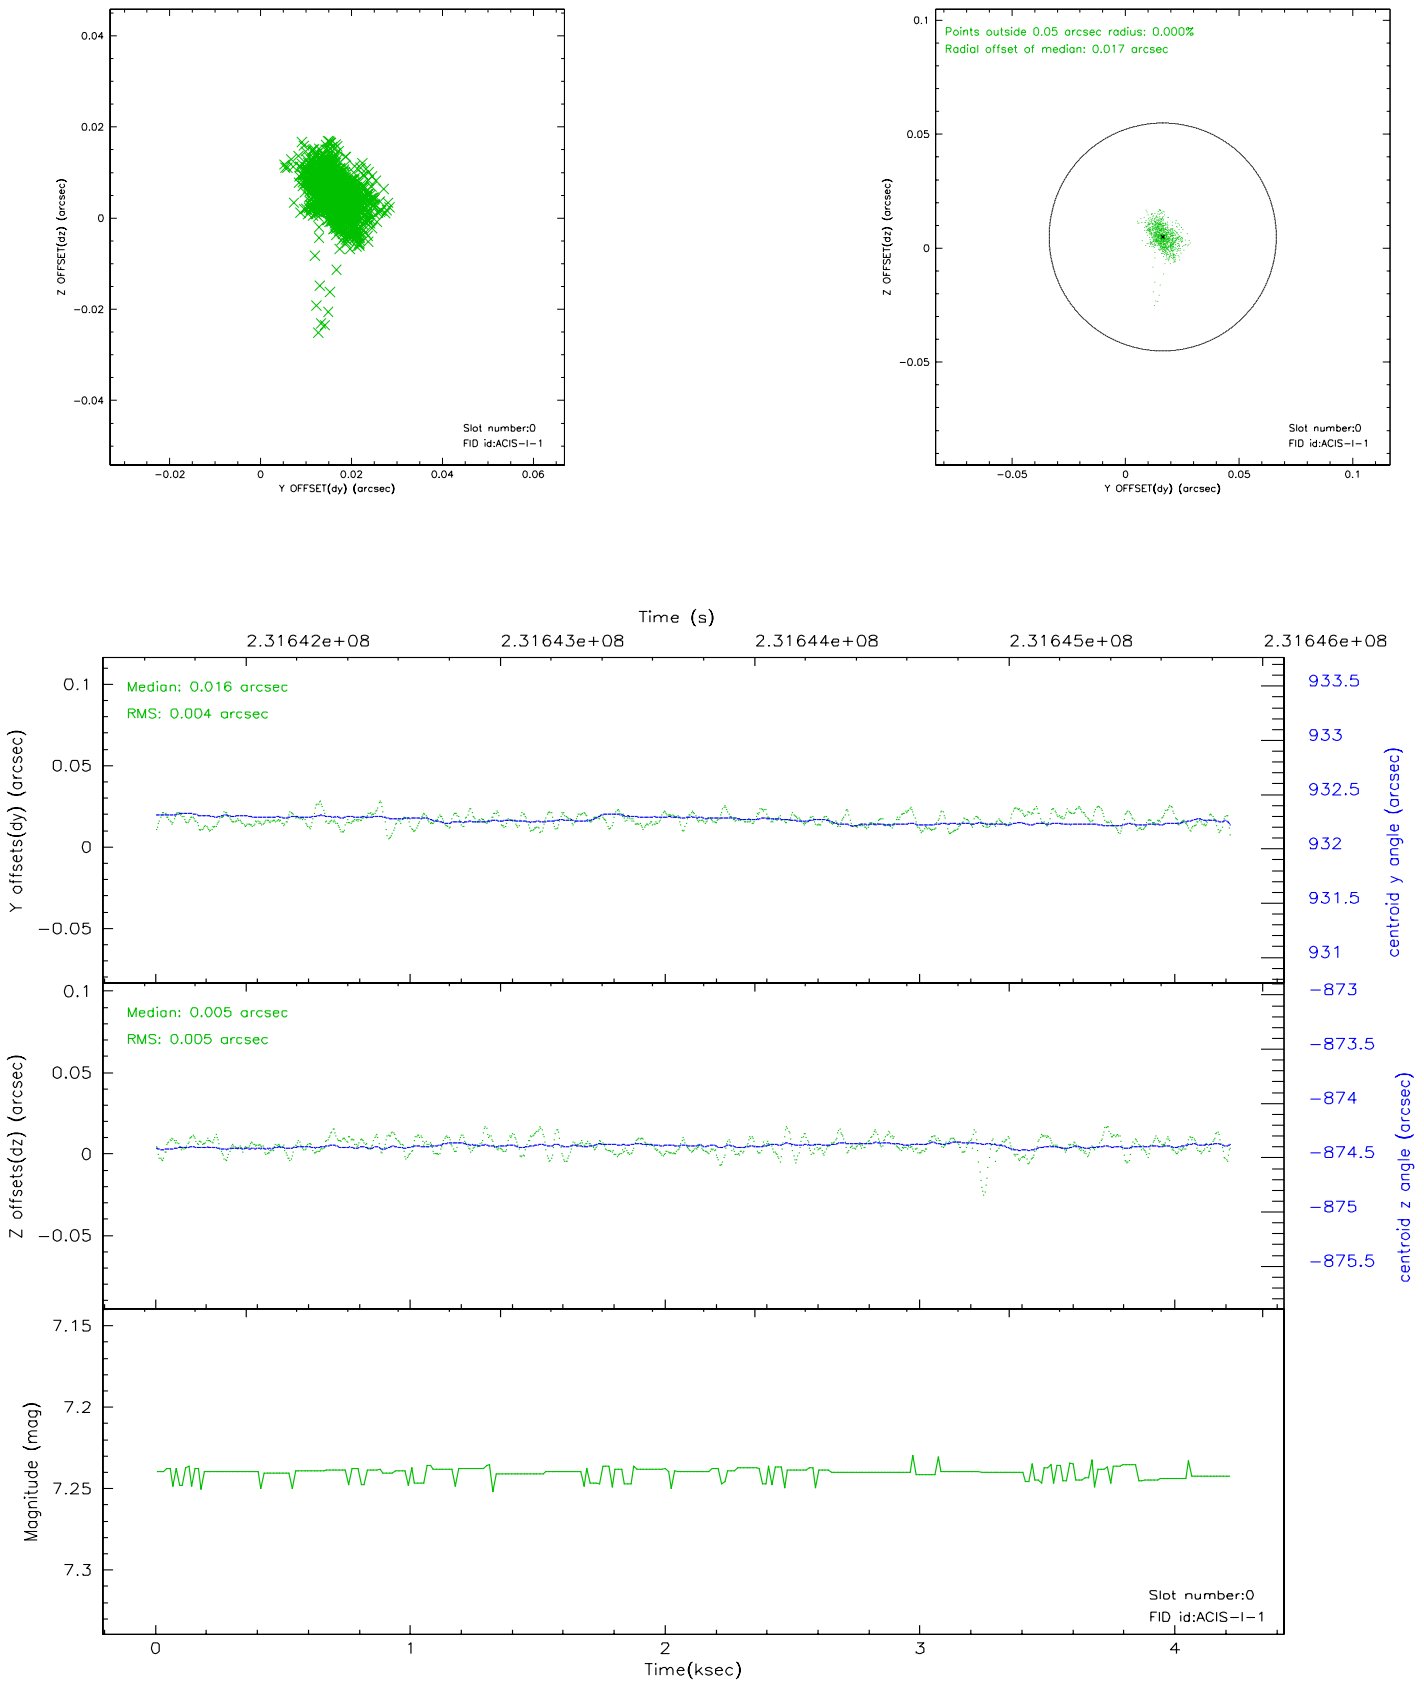 0.04
0.02
0
−0.02
−0.04
Z OFFSET(dz) (arcsec)
Slot number:0
FID id:ACIS−I−1
−0.02
0
0.02
0.04
0.06
Y OFFSET(dy) (arcsec)
Points outside 0.05 arcsec radius: 0.000%
Radial offset of median: 0.017 arcsec
0.1
0.05
0
−0.05
Z OFFSET(dz) (arcsec)
Slot number:0
FID id:ACIS−I−1
−0.05
0
0.05
0.1
Y OFFSET(dy) (arcsec)
Time (s)
2.31642e+08
2.31643e+08
2.31644e+08
2.31645e+08
2.31646e+08
Median: 0.016 arcsec
RMS: 0.004 arcsec
0.1
0.05
0
−0.05
Y offsets(dy) (arcsec)
933.5
933
932.5
932
931.5
931
centroid y angle (arcsec)
Median: 0.005 arcsec
RMS: 0.005 arcsec
0.1
0.05
0
−0.05
Z offsets(dz) (arcsec)
−873
−873.5
−874
−874.5
−875
−875.5
centroid z angle (arcsec)
7.15
7.2
7.25
7.3
Magnitude (mag)
Slot number:0
FID id:ACIS−I−1
0
1
2
3
4
Time(ksec)